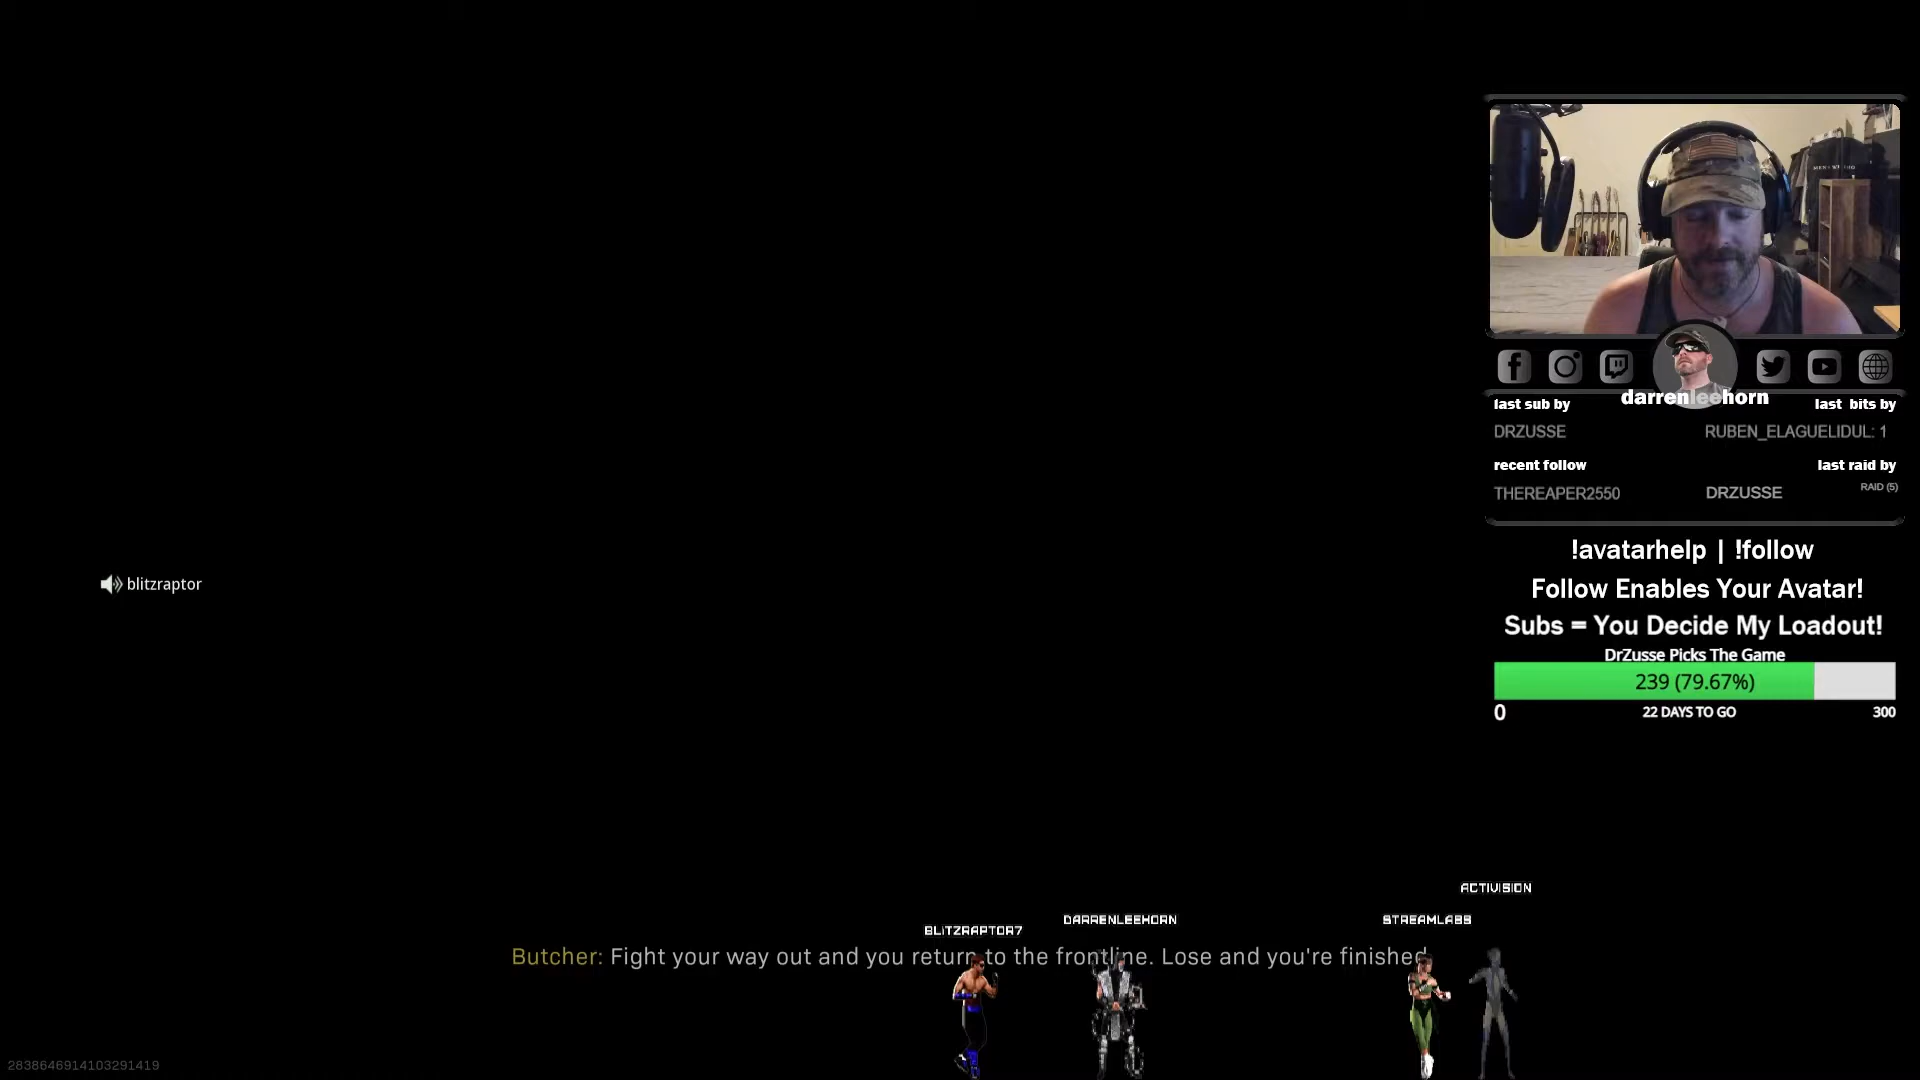 darrenleehorn
last sub by
last bits by
DRZUSSE
RUBEN_ELAGUELIDUL: 1
recent follow
last raid by
THEREAPER2550
DRZUSSE
RAID (5)
!avatarhelp | !follow
Follow Enables Your Avatar!
Subs = You Decide My Loadout!
DrZusse Picks The Game
239 (79.67%)
0
22 DAYS TO GO
300
blitzraptor
ACTIVISION
BLITZRAPTOR7
DARRENLEEHORN
STREAMLABS
Butcher: Fight your way out and you return to the frontline. Lose and you're finished
2838646914103291419